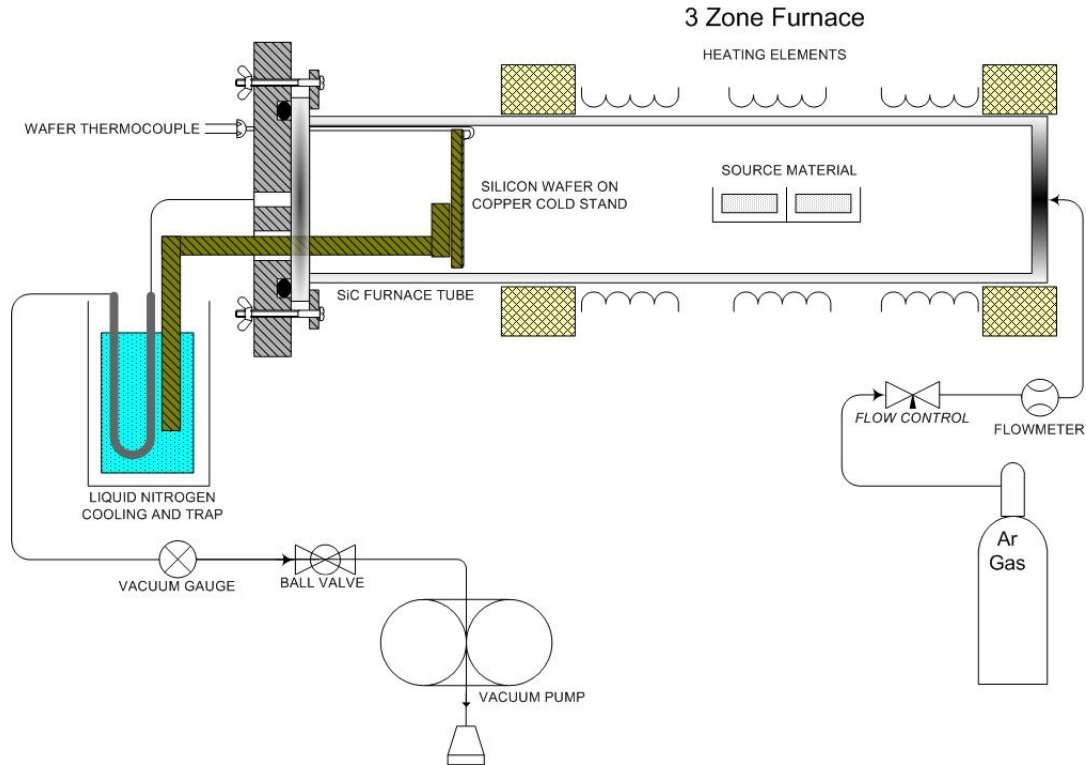 3 Zone Furnace
HEATING ELEMENTS
WAFER THERMOCOUPLE
SOURCE MATERIAL
SILICON WAFER ON
COPPER COLD STAND
SiC FURNACE TUBE
FLOW CONTROL
FLOWMETER
LIQUID NITROGEN
COOLING AND TRAP
Ar
Gas
VACUUM GAUGE
BALL VALVE
VACUUM PUMP